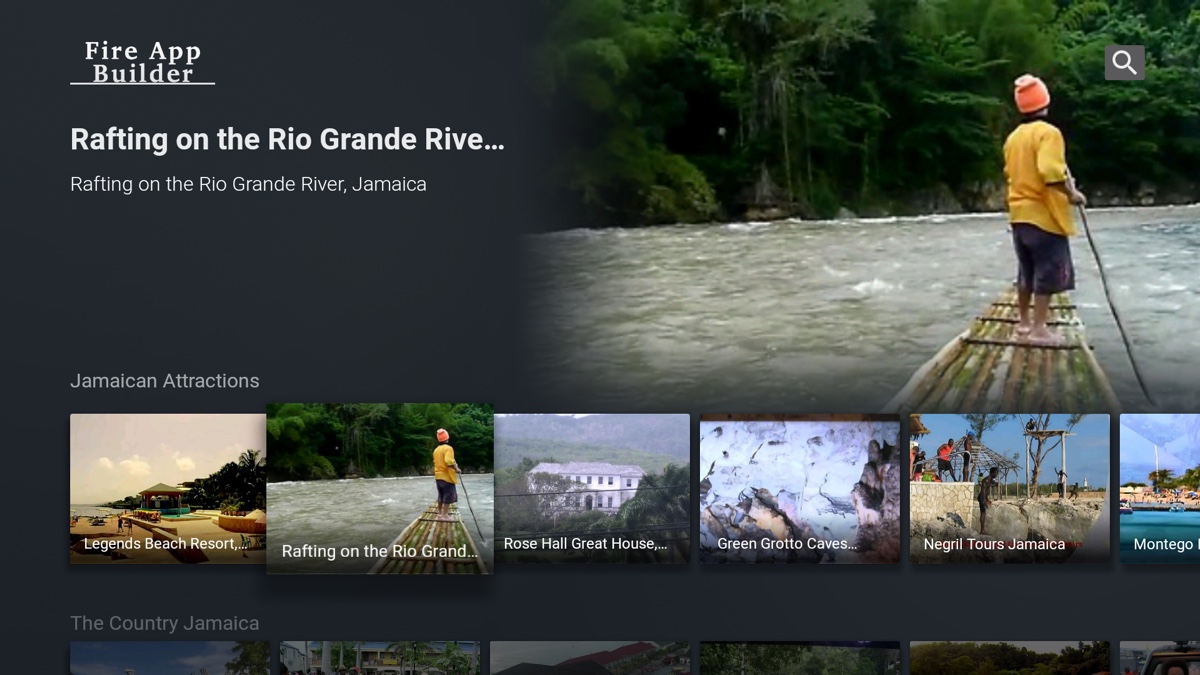 Fire App
Builder
Rafting on the Rio Grande Rive...
Rafting on the Rio Grande River, Jamaica
Jamaican Attractions
Legends Beach Resort,...
Rafting on the Rio Grand...
Rose Hall Great House,...
Green Grotto Caves...
Negril Tours Jamaica
Montego
The Country Jamaica